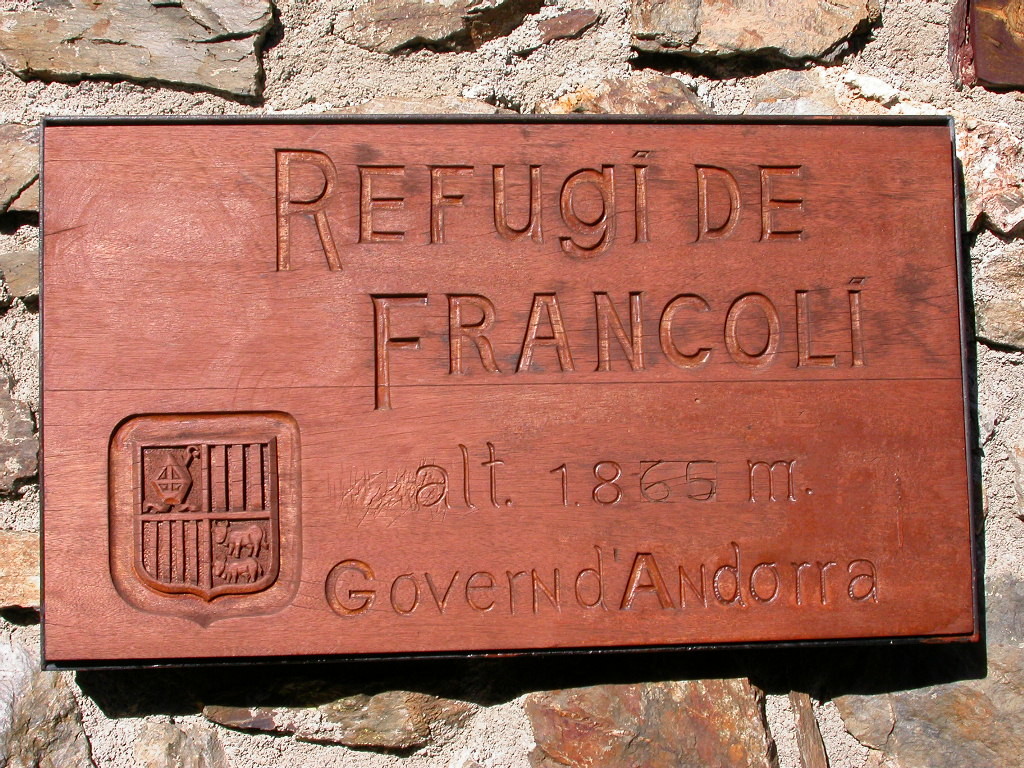 REFUgí DE
FRANCOLí
alt. 1.865 m.
Govern d'Andorra